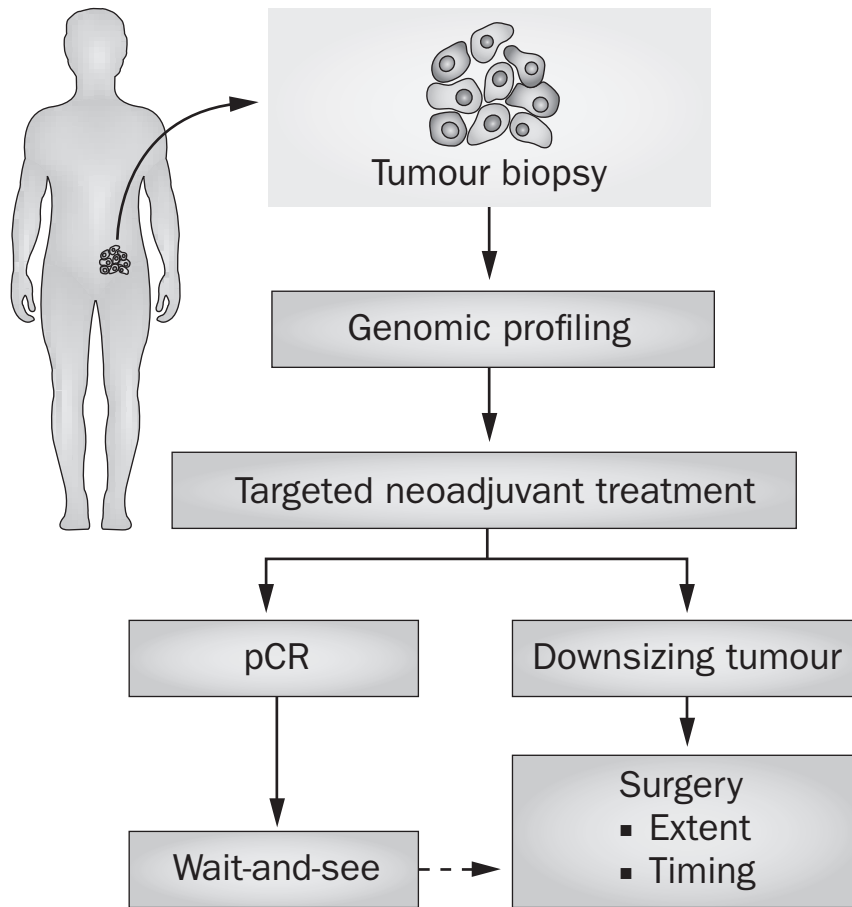 Tumour biopsy
Genomic profiling
Targeted neoadjuvant treatment
pCR
Downsizing tumour
Wait-and-see
Surgery
▪ Extent
▪ Timing